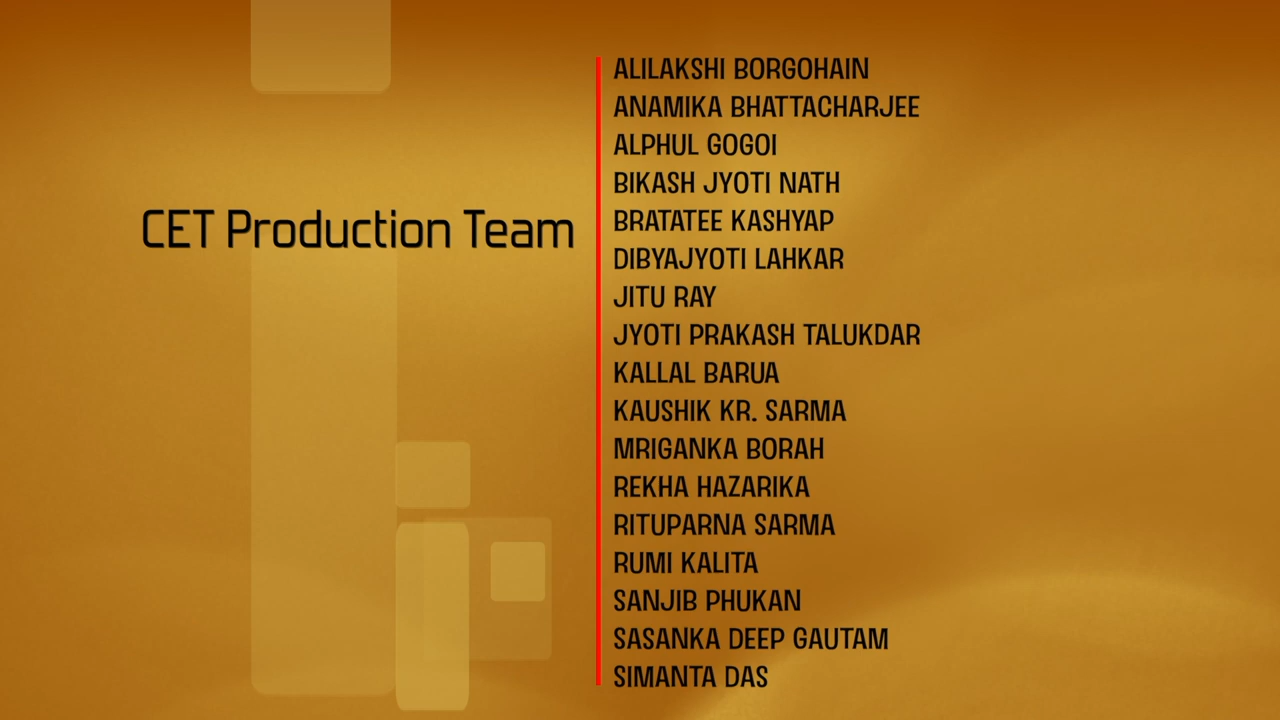 CET Production Team
ALILAKSHI BORGOHAIN
ANAMIKA BHATTACHARJEE
ALPHUL GOGOI
BIKASH JYOTI NATH
BRATATEE KASHYAP
DIBYAJYOTI LAHKAR
JITU RAY
JYOTI PRAKASH TALUKDAR
KALLAL BARUA
KAUSHIK KR. SARMA
MRIGANKA BORAH
REKHA HAZARIKA
RITUPARNA SARMA
RUMI KALITA
SANJIB PHUKAN
SASANKA DEEP GAUTAM
SIMANTA DAS